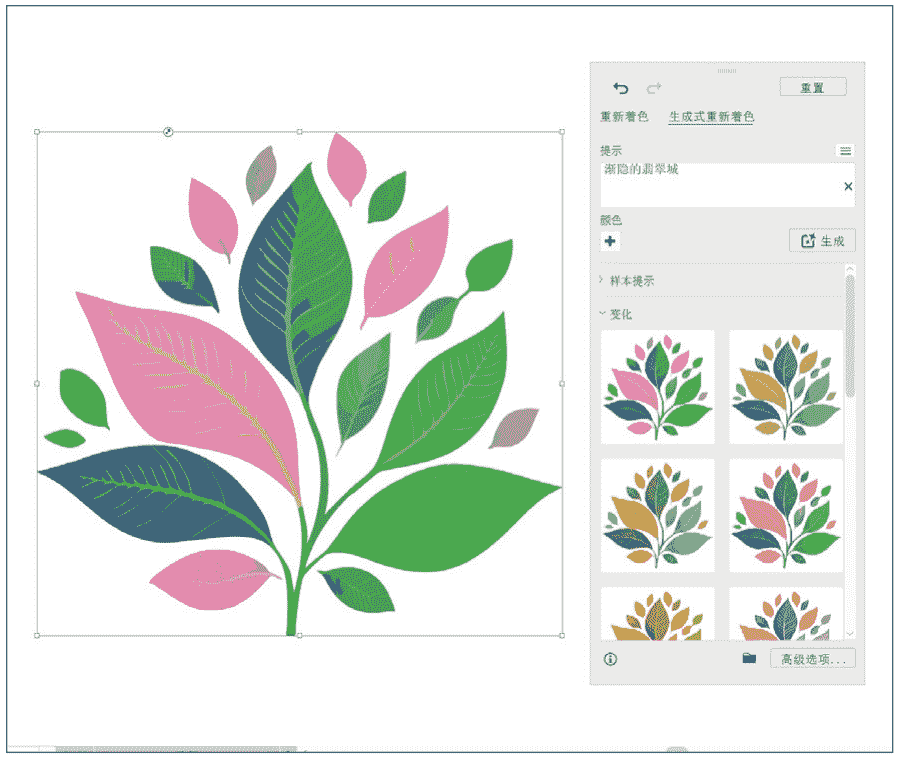 重置
重新着色 生成式重新着色
提示
渐隐的翡翠城
颜色
生成
样本提示
变化
高级选项...